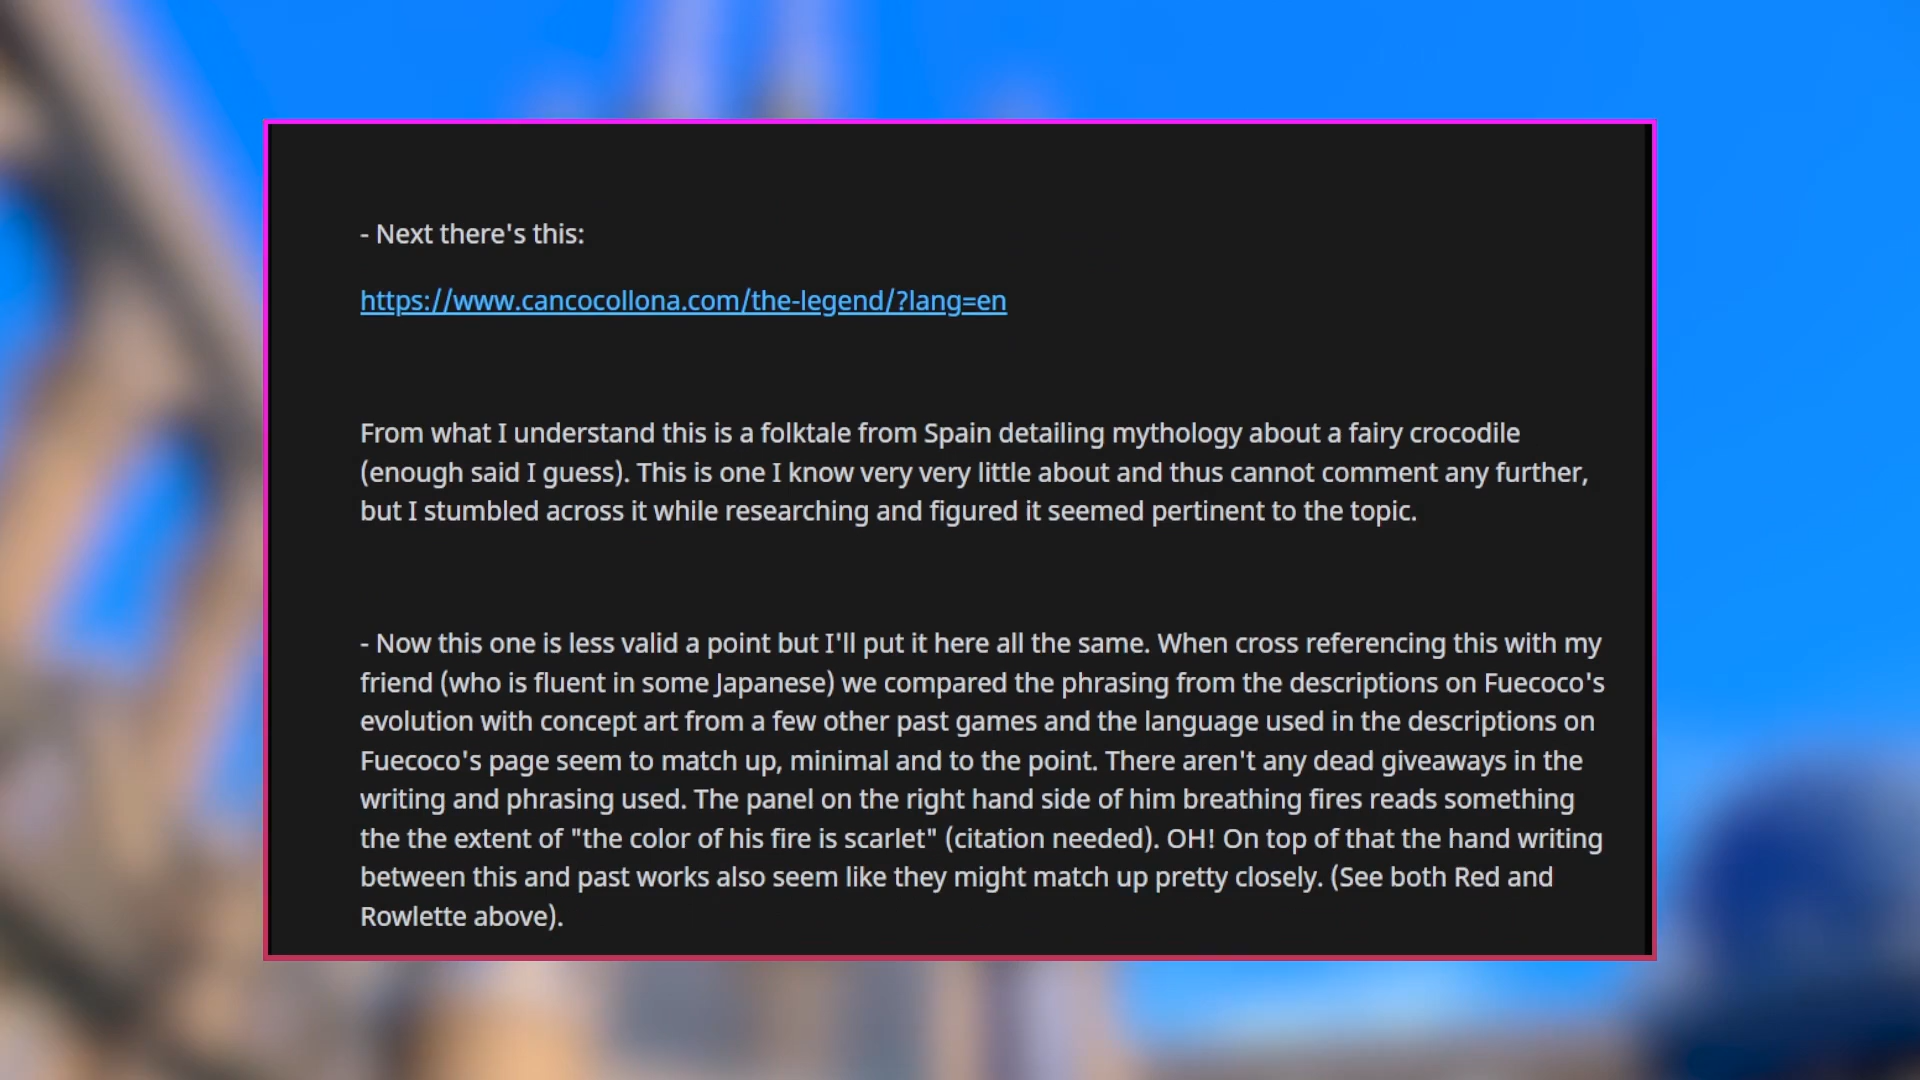 - Next there's this:
https://www.cancocollona.com/the-legend/?lang=en
From what I understand this is a folktale from Spain detailing mythology about a fairy crocodile
(enough said I guess). This is one I know very very little about and thus cannot comment any further,
but I stumbled across it while researching and figured it seemed pertinent to the topic.
- Now this one is less valid a point but I'll put it here all the same. When cross referencing this with my
friend (who is fluent in some Japanese) we compared the phrasing from the descriptions on Fuecoco's
evolution with concept art from a few other past games and the language used in the descriptions on
Fuecoco's page seem to match up, minimal and to the point. There aren't any dead giveaways in the
writing and phrasing used. The panel on the right hand side of him breathing fires reads something
the the extent of "the color of his fire is scarlet" (citation needed). OH! On top of that the hand writing
between this and past works also seem like they might match up pretty closely. (See both Red and
Rowlette above).